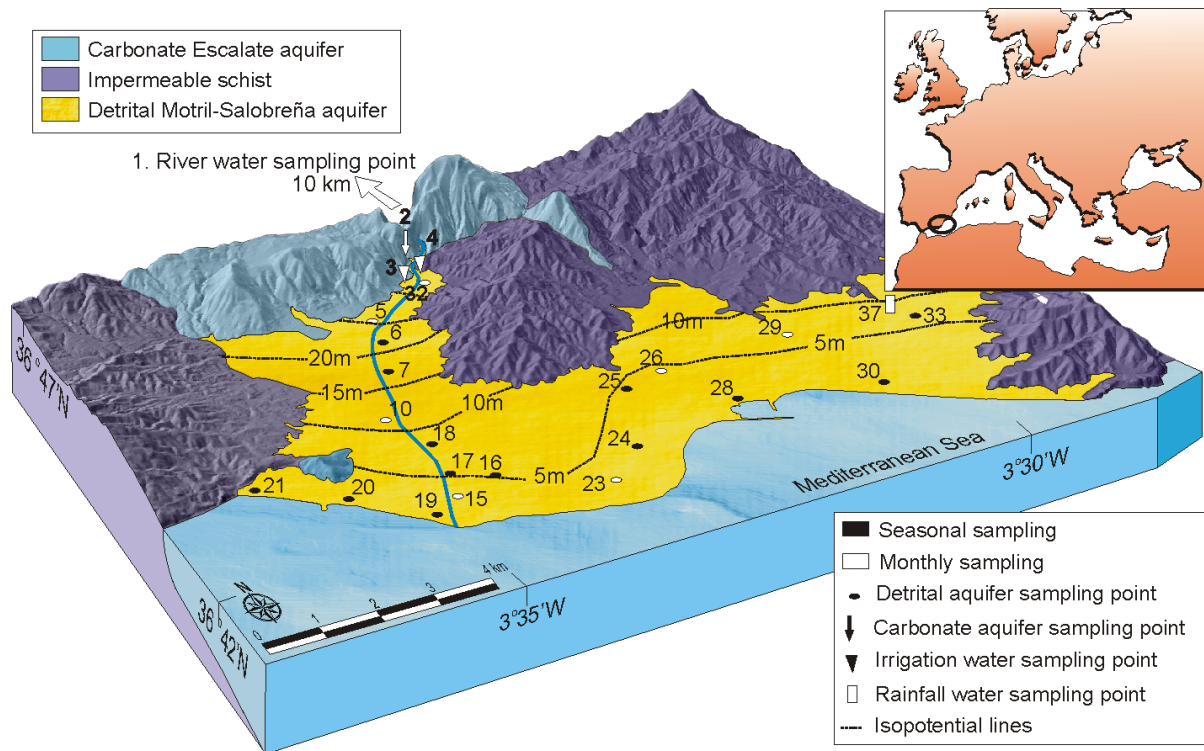 Carbonate Escalate aquifer
Impermeable schist
Detrital Motril-Salobreña aquifer
1. River water sampling point
10 km
2
4
3
32
5
6
20m
7
15m
10
10m
18
17
16
5m
21
20
19
15
10m
29
37
33
5m
26
25
28
30
24
23
36°47'N
36°42'N
Mediterranean Sea
3°30'W
3°35'W
N
0
1
2
3
4 km
Seasonal sampling
Monthly sampling
Detrital aquifer sampling point
Carbonate aquifer sampling point
Irrigation water sampling point
Rainfall water sampling point
Isopotential lines